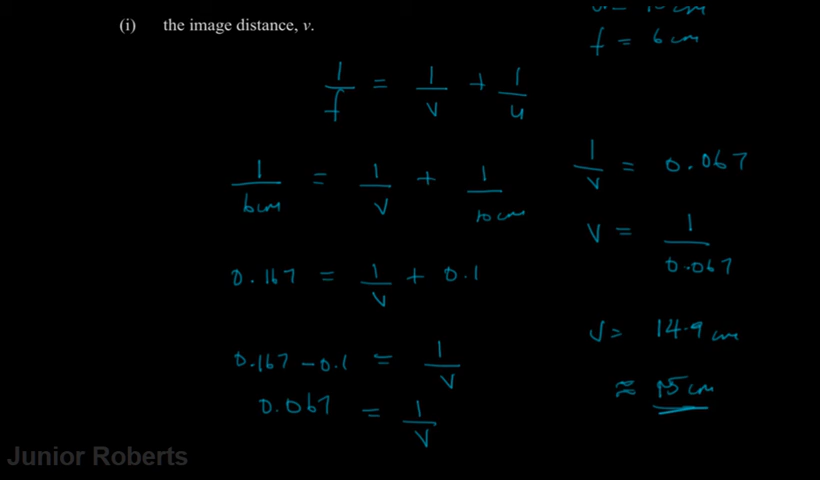 (i) the image distance, v.
f = 6 cm
1/f = 1/v + 1/u
1/6cm = 1/v + 1/10cm
0.167 = 1/v + 0.1
0.167 - 0.1 = 1/v
0.067 = 1/v
1/v = 0.067
v = 1/0.067
v = 14.9 cm
≈ 15 cm
Junior Roberts